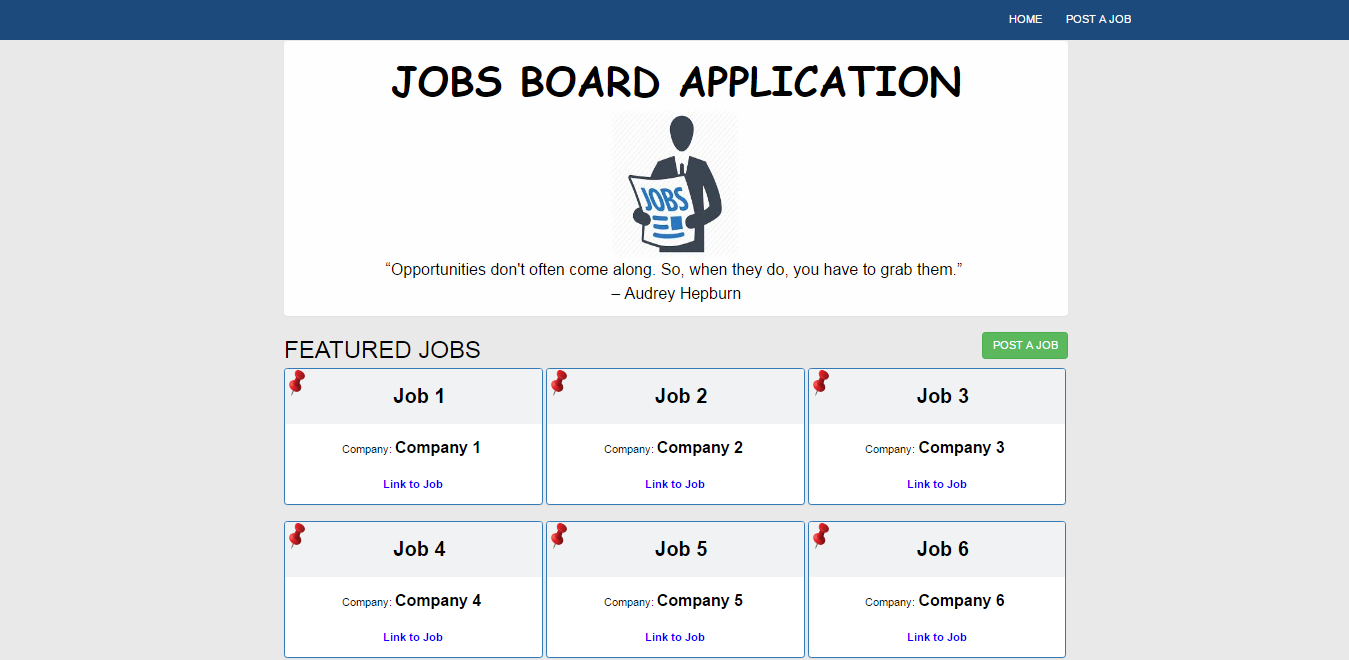 HOME POST A JOB
JOBS BOARD APPLICATION
JOBS
“Opportunities don't often come along. So, when they do, you have to grab them.”
– Audrey Hepburn
FEATURED JOBS
POST A JOB
Job 1
Company: Company 1
Link to Job
Job 2
Company: Company 2
Link to Job
Job 3
Company: Company 3
Link to Job
Job 4
Company: Company 4
Link to Job
Job 5
Company: Company 5
Link to Job
Job 6
Company: Company 6
Link to Job